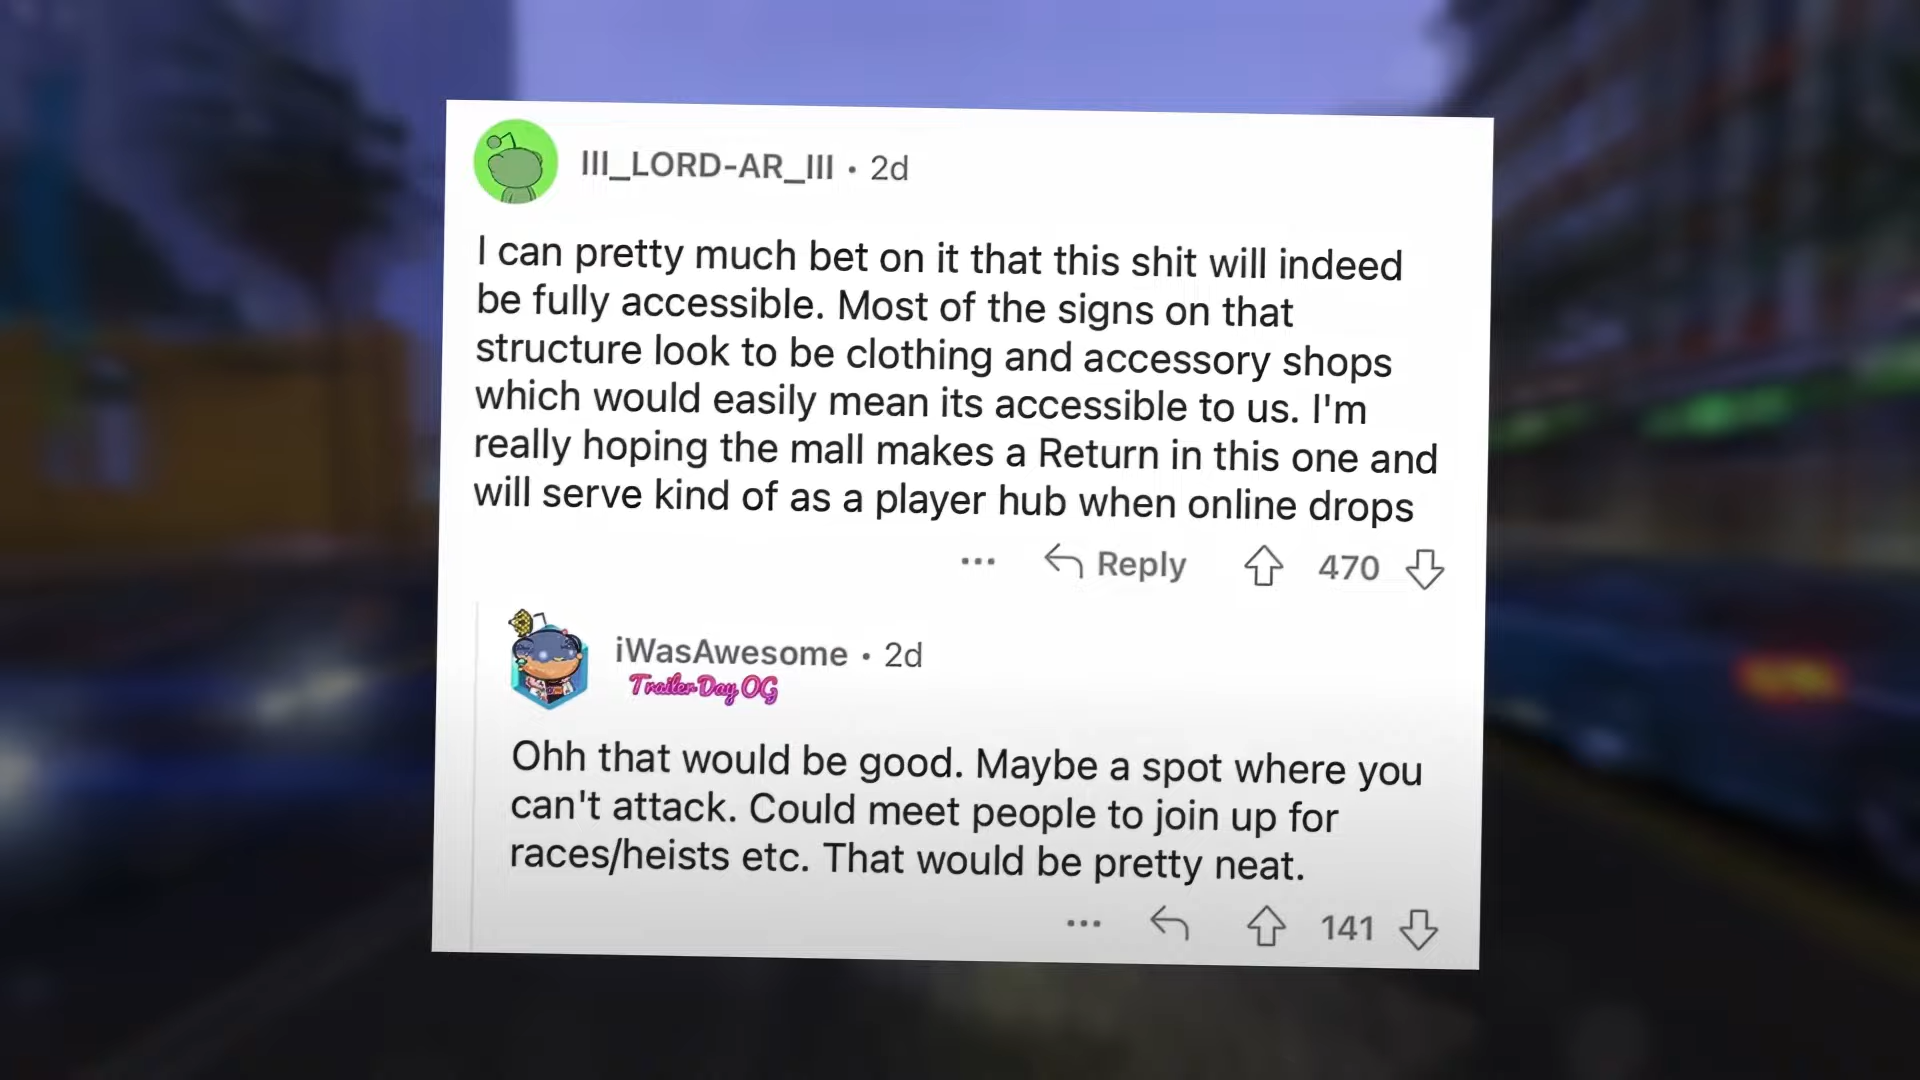 III_LORD-AR_III • 2d
I can pretty much bet on it that this shit will indeed
be fully accessible. Most of the signs on that
structure look to be clothing and accessory shops
which would easily mean its accessible to us. I'm
really hoping the mall makes a Return in this one and
will serve kind of as a player hub when online drops
... Reply 470
iWasAwesome • 2d
Trailer Day OG
Ohh that would be good. Maybe a spot where you
can't attack. Could meet people to join up for
races/heists etc. That would be pretty neat.
... 141